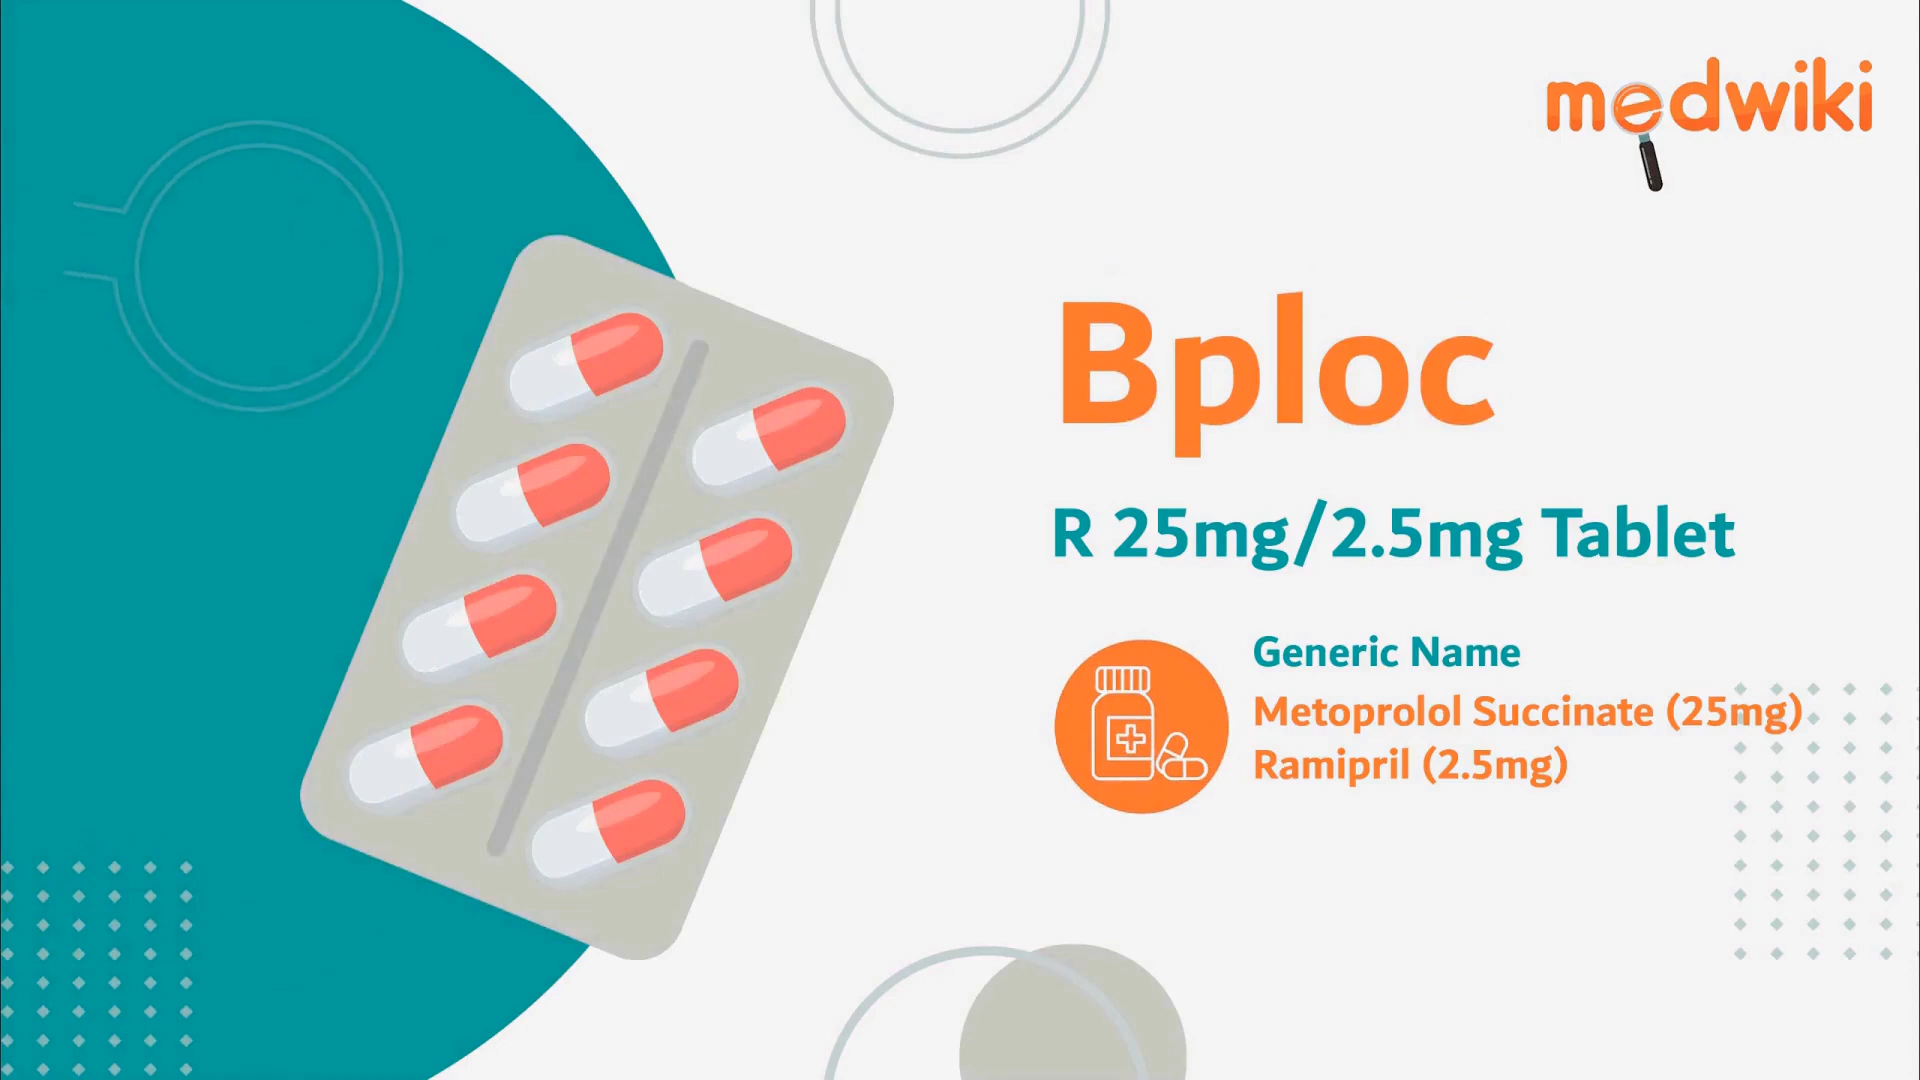 medwiki
Bploc
R 25mg/2.5mg Tablet
Generic Name
Metoprolol Succinate (25mg)
Ramipril (2.5mg)